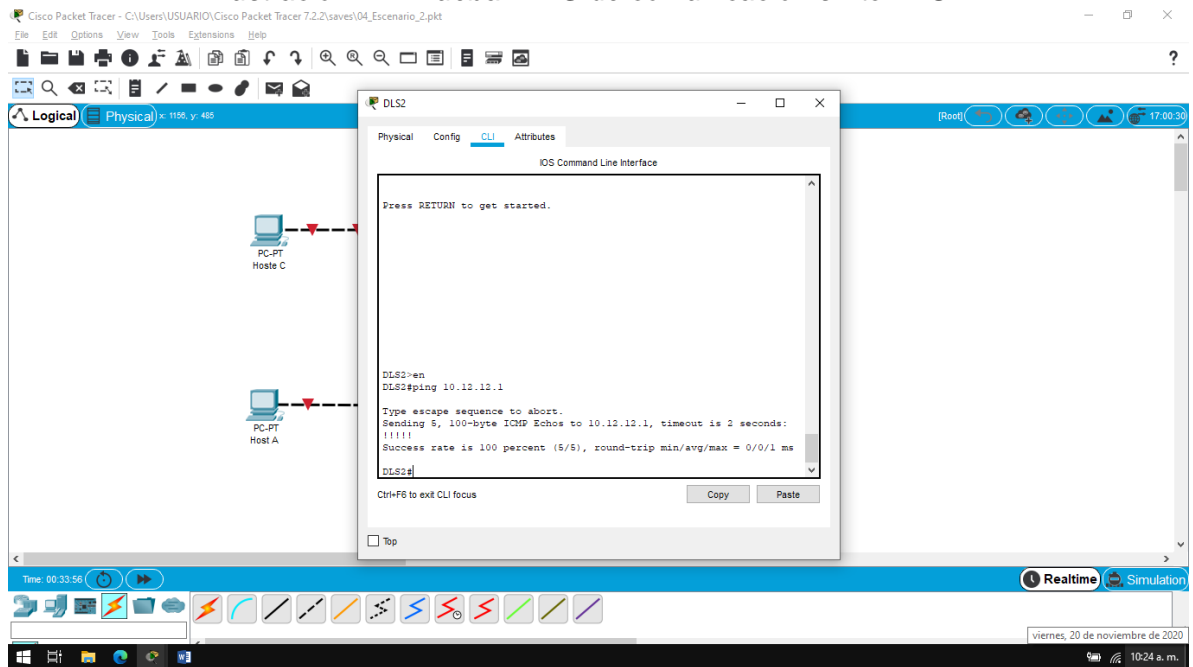 Cisco Packet Tracer - C:\Users\USUARIO\Cisco Packet Tracer 7.2.2\saves\04_Escenario_2.pkt
File Edit Options View Tools Extensions Help
?
Logical Physical x: 1156, y: 485
[Root]
17:00:30
DLS2
Physical Config CLI Attributes
IOS Command Line Interface
Press RETURN to get started.
DLS2>en
DLS2#ping 10.12.12.1
Type escape sequence to abort.
Sending 5, 100-byte ICMP Echos to 10.12.12.1, timeout is 2 seconds:
!!!!!
Success rate is 100 percent (5/5), round-trip min/avg/max = 0/0/1 ms
DLS2#
Ctrl+F6 to exit CLI focus
Copy Paste
Top
PC-PT
Hoste C
PC-PT
Host A
Time: 00:33:56
Realtime Simulation
viernes, 20 de noviembre de 2020
10:24 a. m.